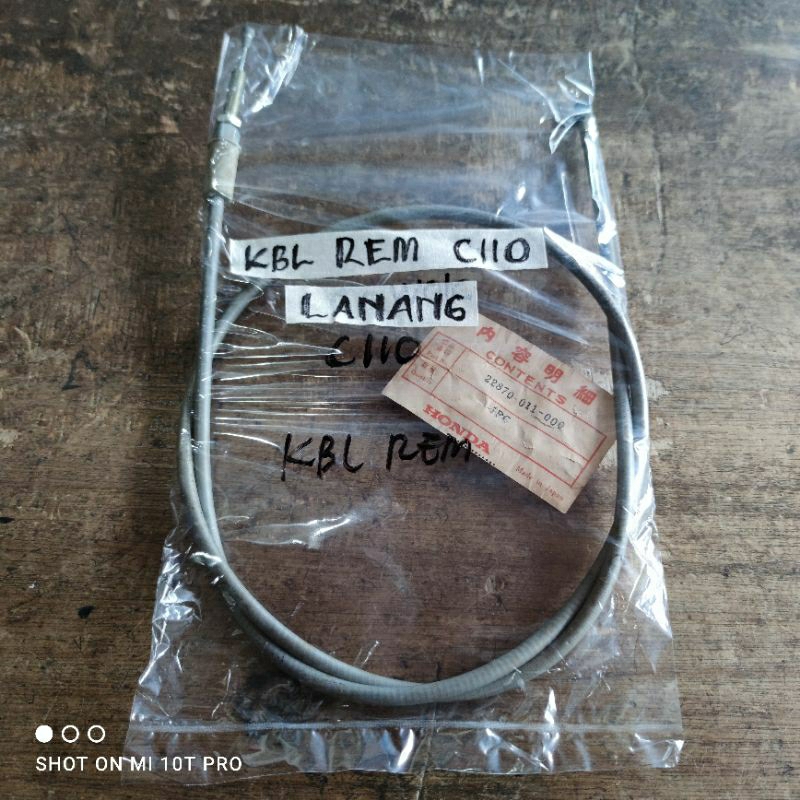 KBL REM C110
LANANG
C110
KBL REM
内容明細
CONTENTS
22870-011-000
1PC
HONDA
Made in Japan
SHOT ON MI 10T PRO